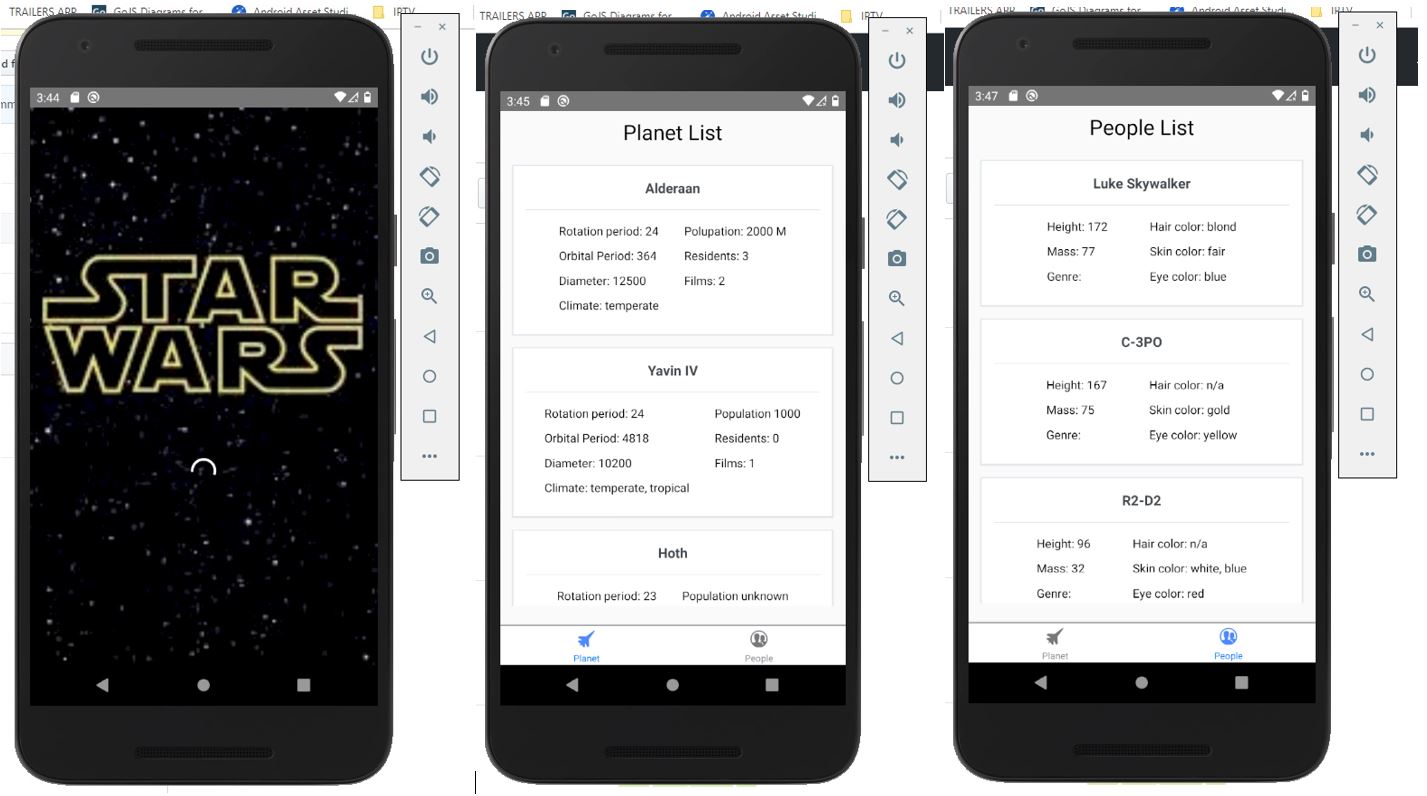 TRAILERS APP Go GoJS Diagrams for Android Asset Studi... IPTV
3:44
STAR
WARS
TRAILERS APP Go GoJS Diagrams for Android Asset Studi... IPTV
3:45
Planet List
Alderaan
Rotation period: 24 Polupation: 2000 M
Orbital Period: 364 Residents: 3
Diameter: 12500 Films: 2
Climate: temperate
Yavin IV
Rotation period: 24 Population 1000
Orbital Period: 4818 Residents: 0
Diameter: 10200 Films: 1
Climate: temperate, tropical
Hoth
Rotation period: 23 Population unknown
Planet People
TRAILERS APP Go GoJS Diagrams for Android Asset Studi... IPTV
3:47
People List
Luke Skywalker
Height: 172 Hair color: blond
Mass: 77 Skin color: fair
Genre: Eye color: blue
C-3PO
Height: 167 Hair color: n/a
Mass: 75 Skin color: gold
Genre: Eye color: yellow
R2-D2
Height: 96 Hair color: n/a
Mass: 32 Skin color: white, blue
Genre: Eye color: red
Planet People